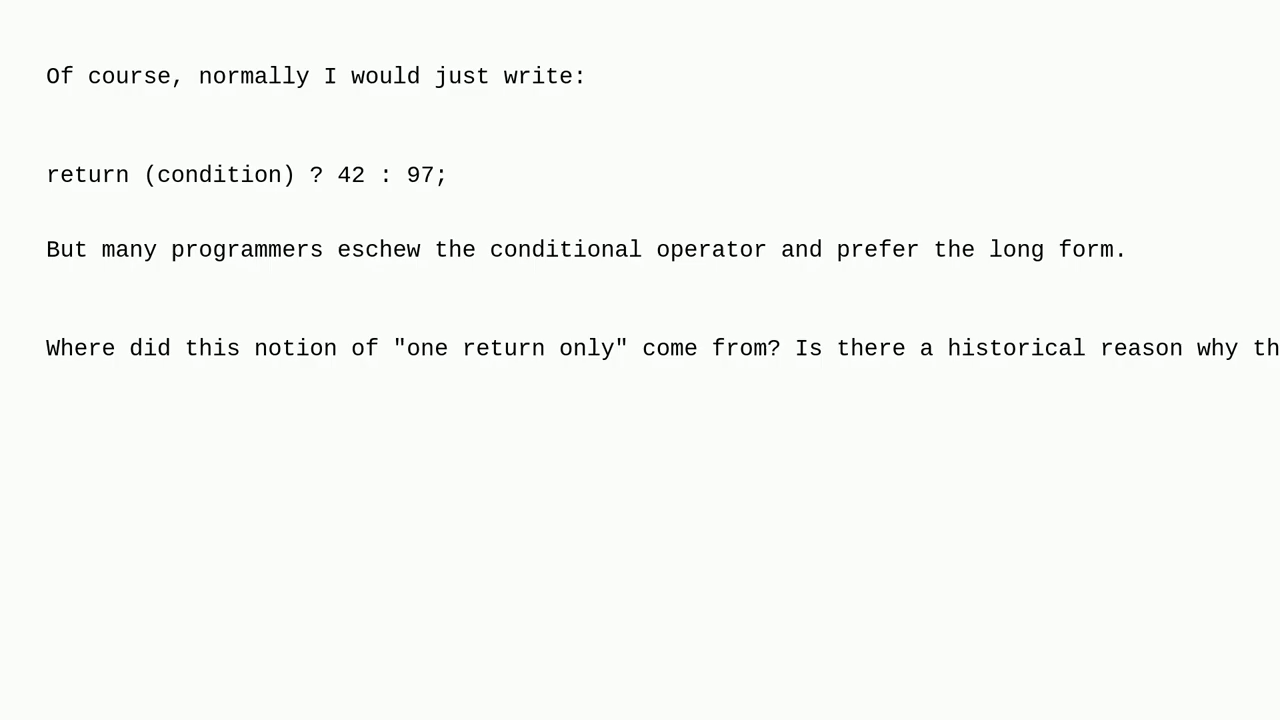 Of course, normally I would just write:
return (condition) ? 42 : 97;
But many programmers eschew the conditional operator and prefer the long form.
Where did this notion of "one return only" come from? Is there a historical reason why